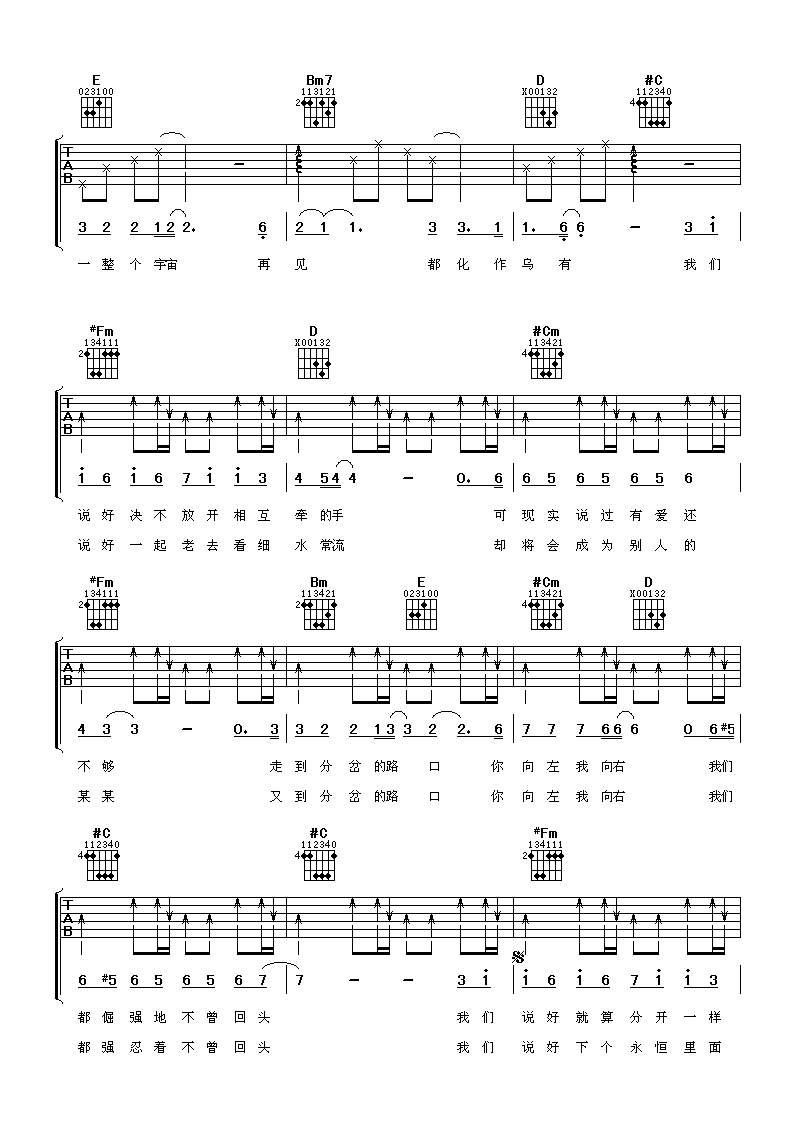 E Bm7 D #C
023100 113121 X00132 112340
2 4
T
A
B
3 2 2 1 2 2. 6 2 1 1. 3 3. 1 1. 6 6 - 3 1
一 整 个 宇宙 再 见 都 化 作 乌 有 我 们
#Fm D #Cm
134111 X00132 113421
2 4
T
A
B
1 6 1 6 7 1 1 3 4 5 4 4 - 0. 6 6 5 6 5 6 5 6
说 好 决 不 放 开 相 互 牵 的手 可 现 实 说 过 有 爱 还
说 好 一 起 老 去 看 细 水 常流 却 将 会 成 为 别 人 的
#Fm Bm E #Cm D
134111 113421 023100 113421 X00132
2 2 4
T
A
B
4 3 3 - 0. 3 3 2 2 1 3 3 2 2. 6 7 7 7 6 6 6 0 6 #5
不 够 走 到 分 岔 的路 口 你 向 左 我 向右 我们
某 某 又 到 分 岔 的路 口 你 向 左 我 向右 我们
#C #C #Fm
112340 112340 134111
4 4 2
T
A
B
6 #5 6 5 6 5 6 7 7 - - 3 1 1 6 1 6 7 1 1 3
都 倔 强 地 不 曾 回 头 我 们 说 好 就 算 分 开 一 样
都 强 忍 着 不 曾 回 头 我 们 说 好 下 个 永 恒 里 面